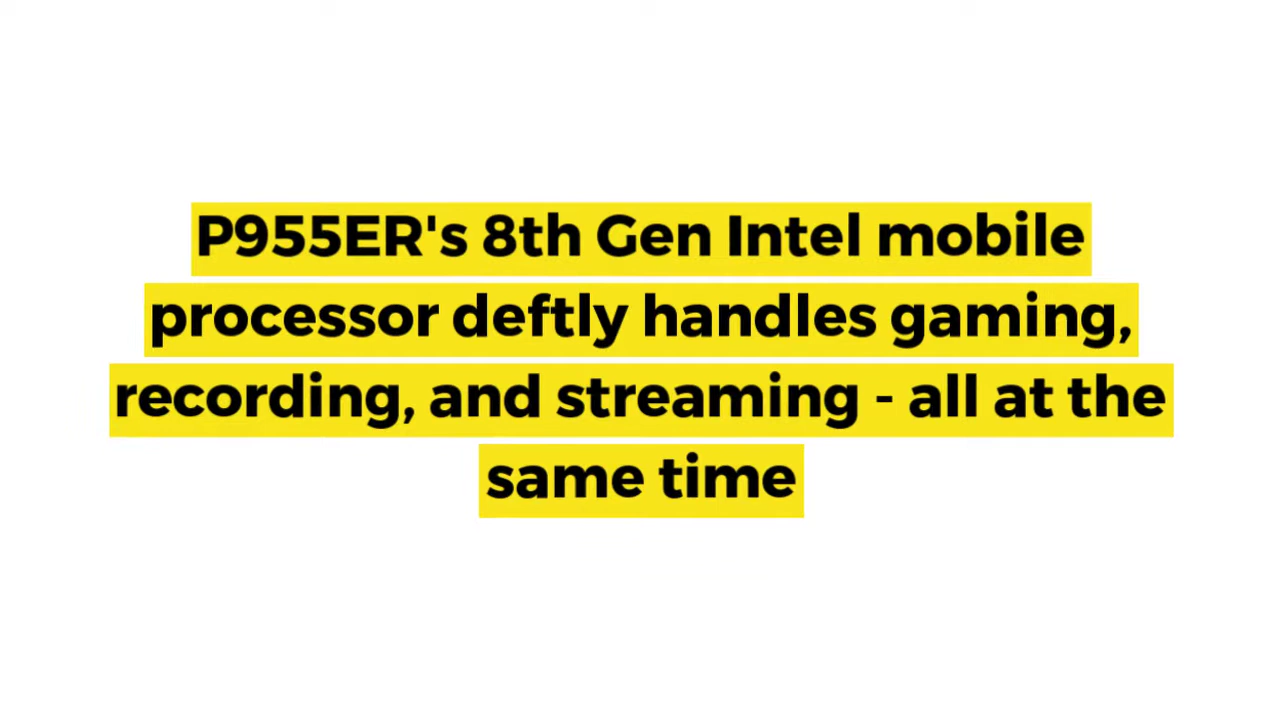 P955ER's 8th Gen Intel mobile
processor deftly handles gaming,
recording, and streaming - all at the
same time